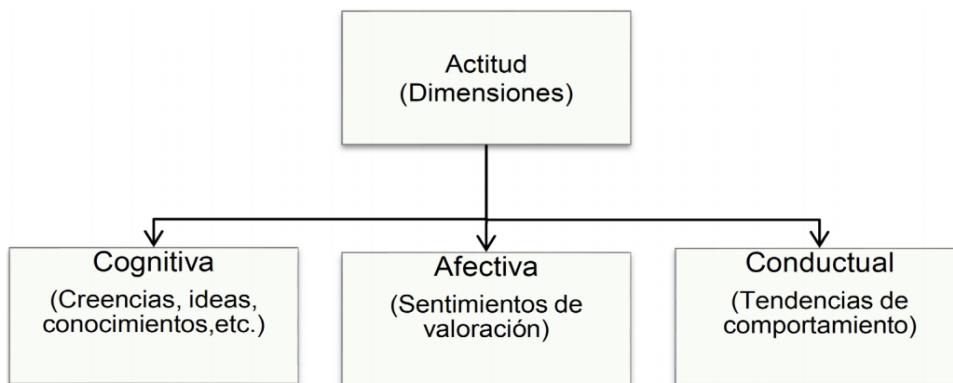 Actitud
(Dimensiones)
Cognitiva
(Creencias, ideas,
conocimientos,etc.)
Afectiva
(Sentimientos de
valoración)
Conductual
(Tendencias de
comportamiento)